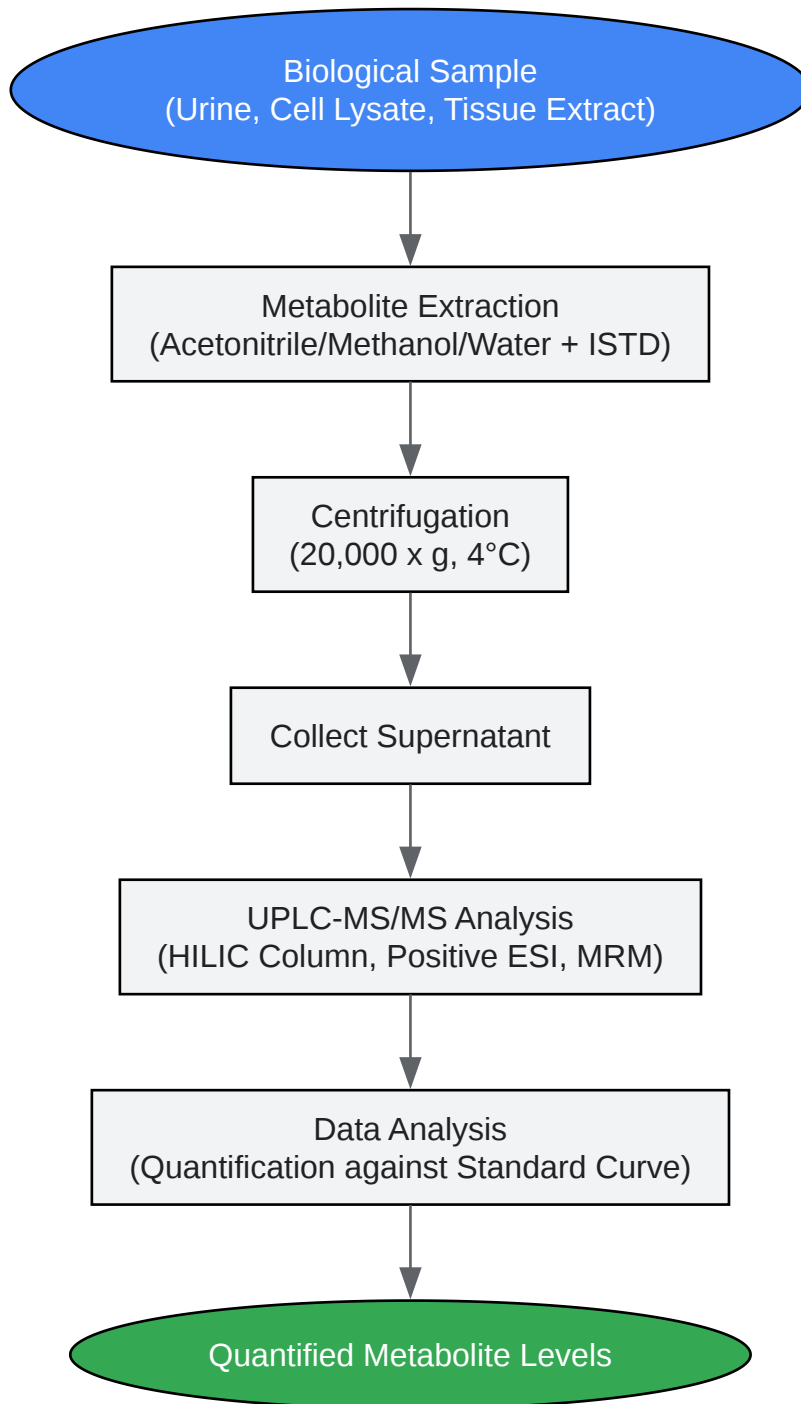 Biological Sample
(Urine, Cell Lysate, Tissue Extract)
Metabolite Extraction
(Acetonitrile/Methanol/Water + ISTD)
Centrifugation
(20,000 x g, 4°C)
Collect Supernatant
UPLC-MS/MS Analysis
(HILIC Column, Positive ESI, MRM)
Data Analysis
(Quantification against Standard Curve)
Quantified Metabolite Levels